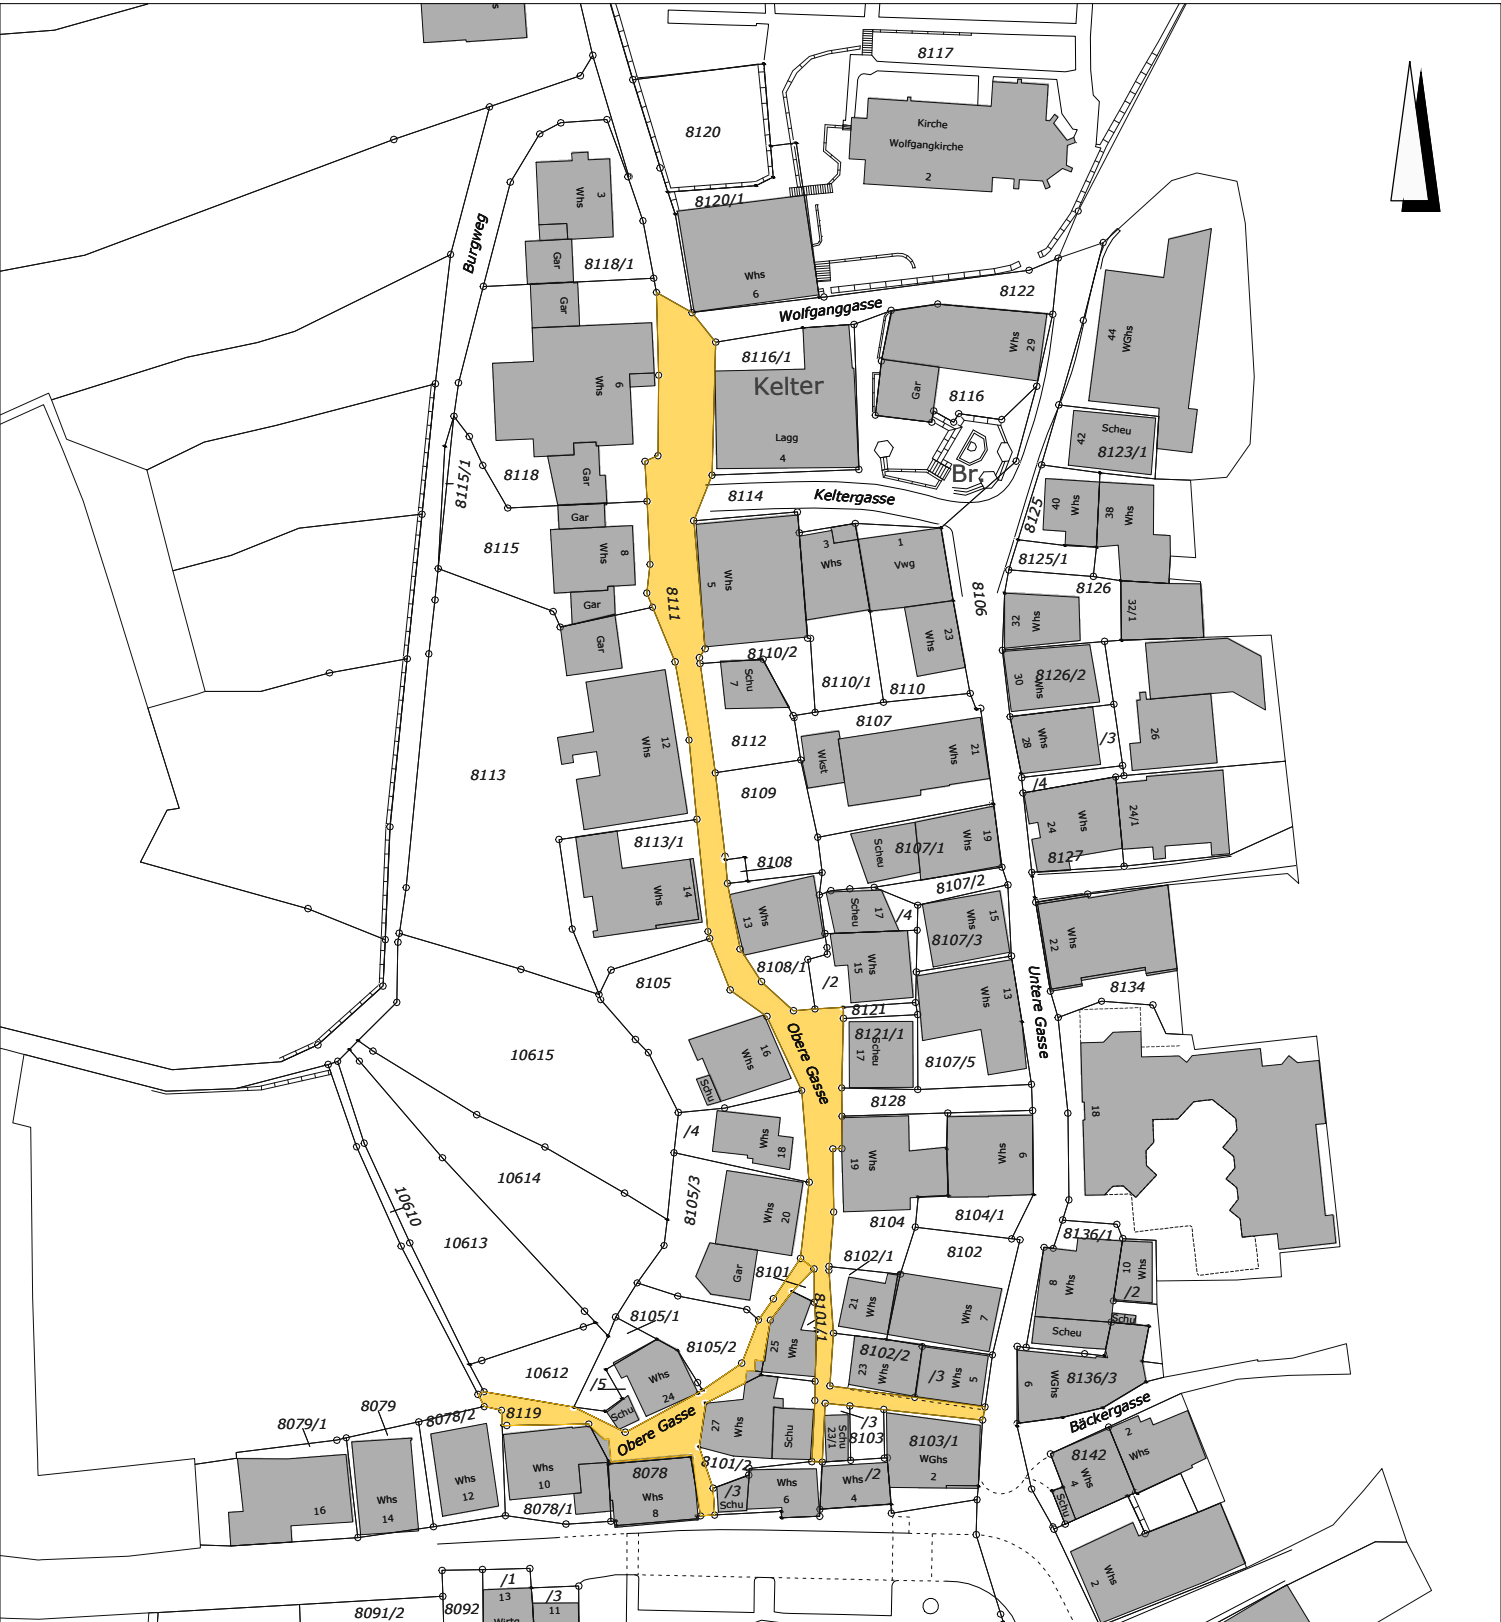 s
8117
8120
Kirche
Wolfgangkirche
2
3
Whs
8120/1
Burgweg
Gar
8118/1
Whs
6
8122
Gar
Wolfganggasse
44
WGhs
Whs
29
8116/1
Kelter
Whs
6
Gar
8116
Lagg
4
Scheu
42
8123/1
8118
Gar
8115/1
Br.
8114
Keltergasse
8125
40
Whs
38
Whs
Gar
8115
Whs
8
3
Whs
1
Vwg
8125/1
8126
Whs
5
8111
Gar
8106
32
Whs
32/1
23
Whs
Gar
8110/2
Schu
7
8110/1
8110
30
Whs
8126/2
8107
8112
12
Whs
Wkst
21
Whs
28
Whs
/3
26
8113
8109
/4
24
Whs
24/1
8113/1
8108
Scheu
8107/1
19
Whs
8127
14
Whs
13
Whs
8107/2
Scheu
17
/4
15
Whs
8107/3
22
Whs
8105
8108/1
/2
15
Whs
13
Whs
8134
8121
8121/1
Scheu
17
Untere Gasse
10615
Obere Gasse
16
Whs
Schu
8107/5
8128
18
/4
Whs
18
19
Whs
Whs
6
10614
10610
8105/3
Whs
20
8104
8104/1
10613
8102
8136/1
8102/1
Gar
8101
8101/1
10
Whs
/2
8
Whs
Schu
21
Whs
Whs
7
8105/1
8105/2
25
Whs
8102/2
23
Whs
/3
Whs
5
Scheu
10612
/5
Whs
24
Schu
6
WGhs
8136/3
8079/1
8079
8078/2
8119
Obere Gasse
27
Whs
Schu
23/1
Schu
/3
8103
8103/1
WGhs
2
Bäckergasse
2
Whs
8142
4
Whs
Schu
16
Whs
14
Whs
12
Whs
10
8078
Whs
8
8101/2
/3
Schu
Whs
6
Whs
/2
4
8078/1
Whs
2
/1
13
Wirtg
/3
11
8091/2
8092